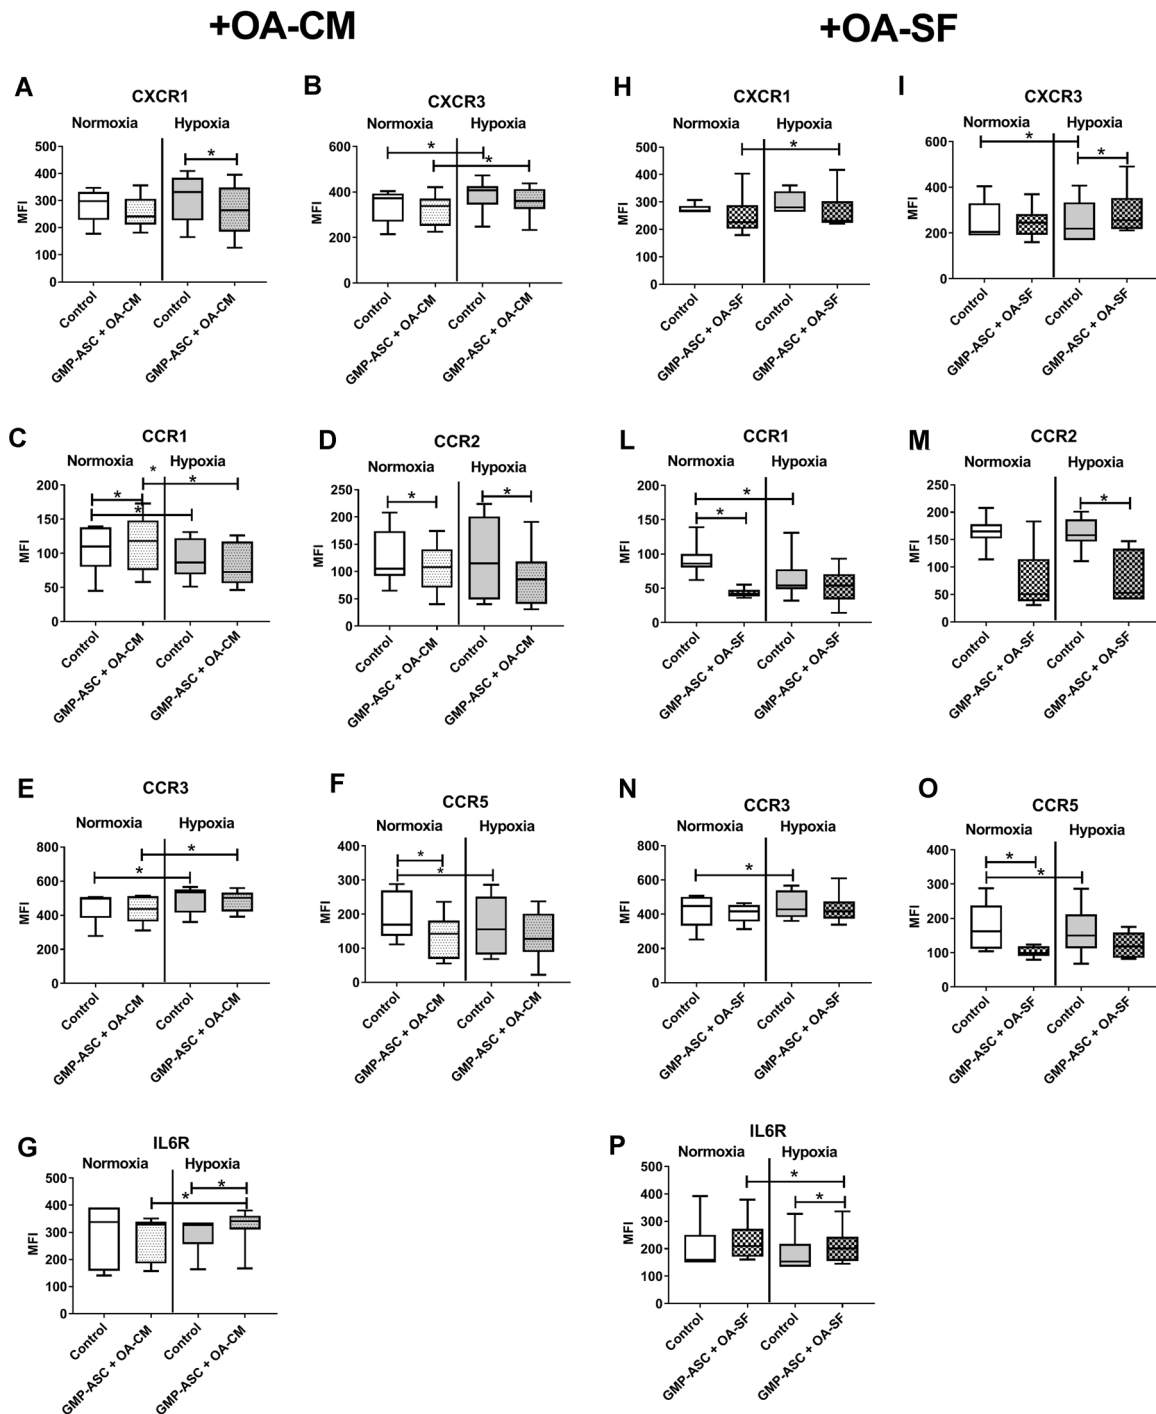 +OA-CM
+OA-SF
A
CXCR1
Normoxia Hypoxia
*
MFI
500
400
300
200
100
0
Control
GMP-ASC + OA-CM
Control
GMP-ASC + OA-CM
B
CXCR3
Normoxia Hypoxia
* *
MFI
600
400
200
0
Control
GMP-ASC + OA-CM
Control
GMP-ASC + OA-CM
H
CXCR1
Normoxia Hypoxia
*
MFI
500
400
300
200
100
0
Control
GMP-ASC + OA-SF
Control
GMP-ASC + OA-SF
I
CXCR3
Normoxia Hypoxia
* *
MFI
600
400
200
0
Control
GMP-ASC + OA-SF
Control
GMP-ASC + OA-SF
C
CCR1
Normoxia Hypoxia
* * * *
MFI
200
150
100
50
0
Control
GMP-ASC + OA-CM
Control
GMP-ASC + OA-CM
D
CCR2
Normoxia Hypoxia
* *
MFI
250
200
150
100
50
0
Control
GMP-ASC + OA-CM
Control
GMP-ASC + OA-CM
L
CCR1
Normoxia Hypoxia
* *
MFI
200
150
100
50
0
Control
GMP-ASC + OA-SF
Control
GMP-ASC + OA-SF
M
CCR2
Normoxia Hypoxia
*
MFI
250
200
150
100
50
0
Control
GMP-ASC + OA-SF
Control
GMP-ASC + OA-SF
E
CCR3
Normoxia Hypoxia
* *
MFI
800
600
400
200
0
Control
GMP-ASC + OA-CM
Control
GMP-ASC + OA-CM
F
CCR5
Normoxia Hypoxia
* *
MFI
400
300
200
100
0
Control
GMP-ASC + OA-CM
Control
GMP-ASC + OA-CM
N
CCR3
Normoxia Hypoxia
*
MFI
800
600
400
200
0
Control
GMP-ASC + OA-SF
Control
GMP-ASC + OA-SF
O
CCR5
Normoxia Hypoxia
* *
MFI
400
300
200
100
0
Control
GMP-ASC + OA-SF
Control
GMP-ASC + OA-SF
G
IL6R
Normoxia Hypoxia
* *
MFI
500
400
300
200
100
0
Control
GMP-ASC + OA-CM
Control
GMP-ASC + OA-CM
P
IL6R
Normoxia Hypoxia
* *
MFI
500
400
300
200
100
0
Control
GMP-ASC + OA-SF
Control
GMP-ASC + OA-SF